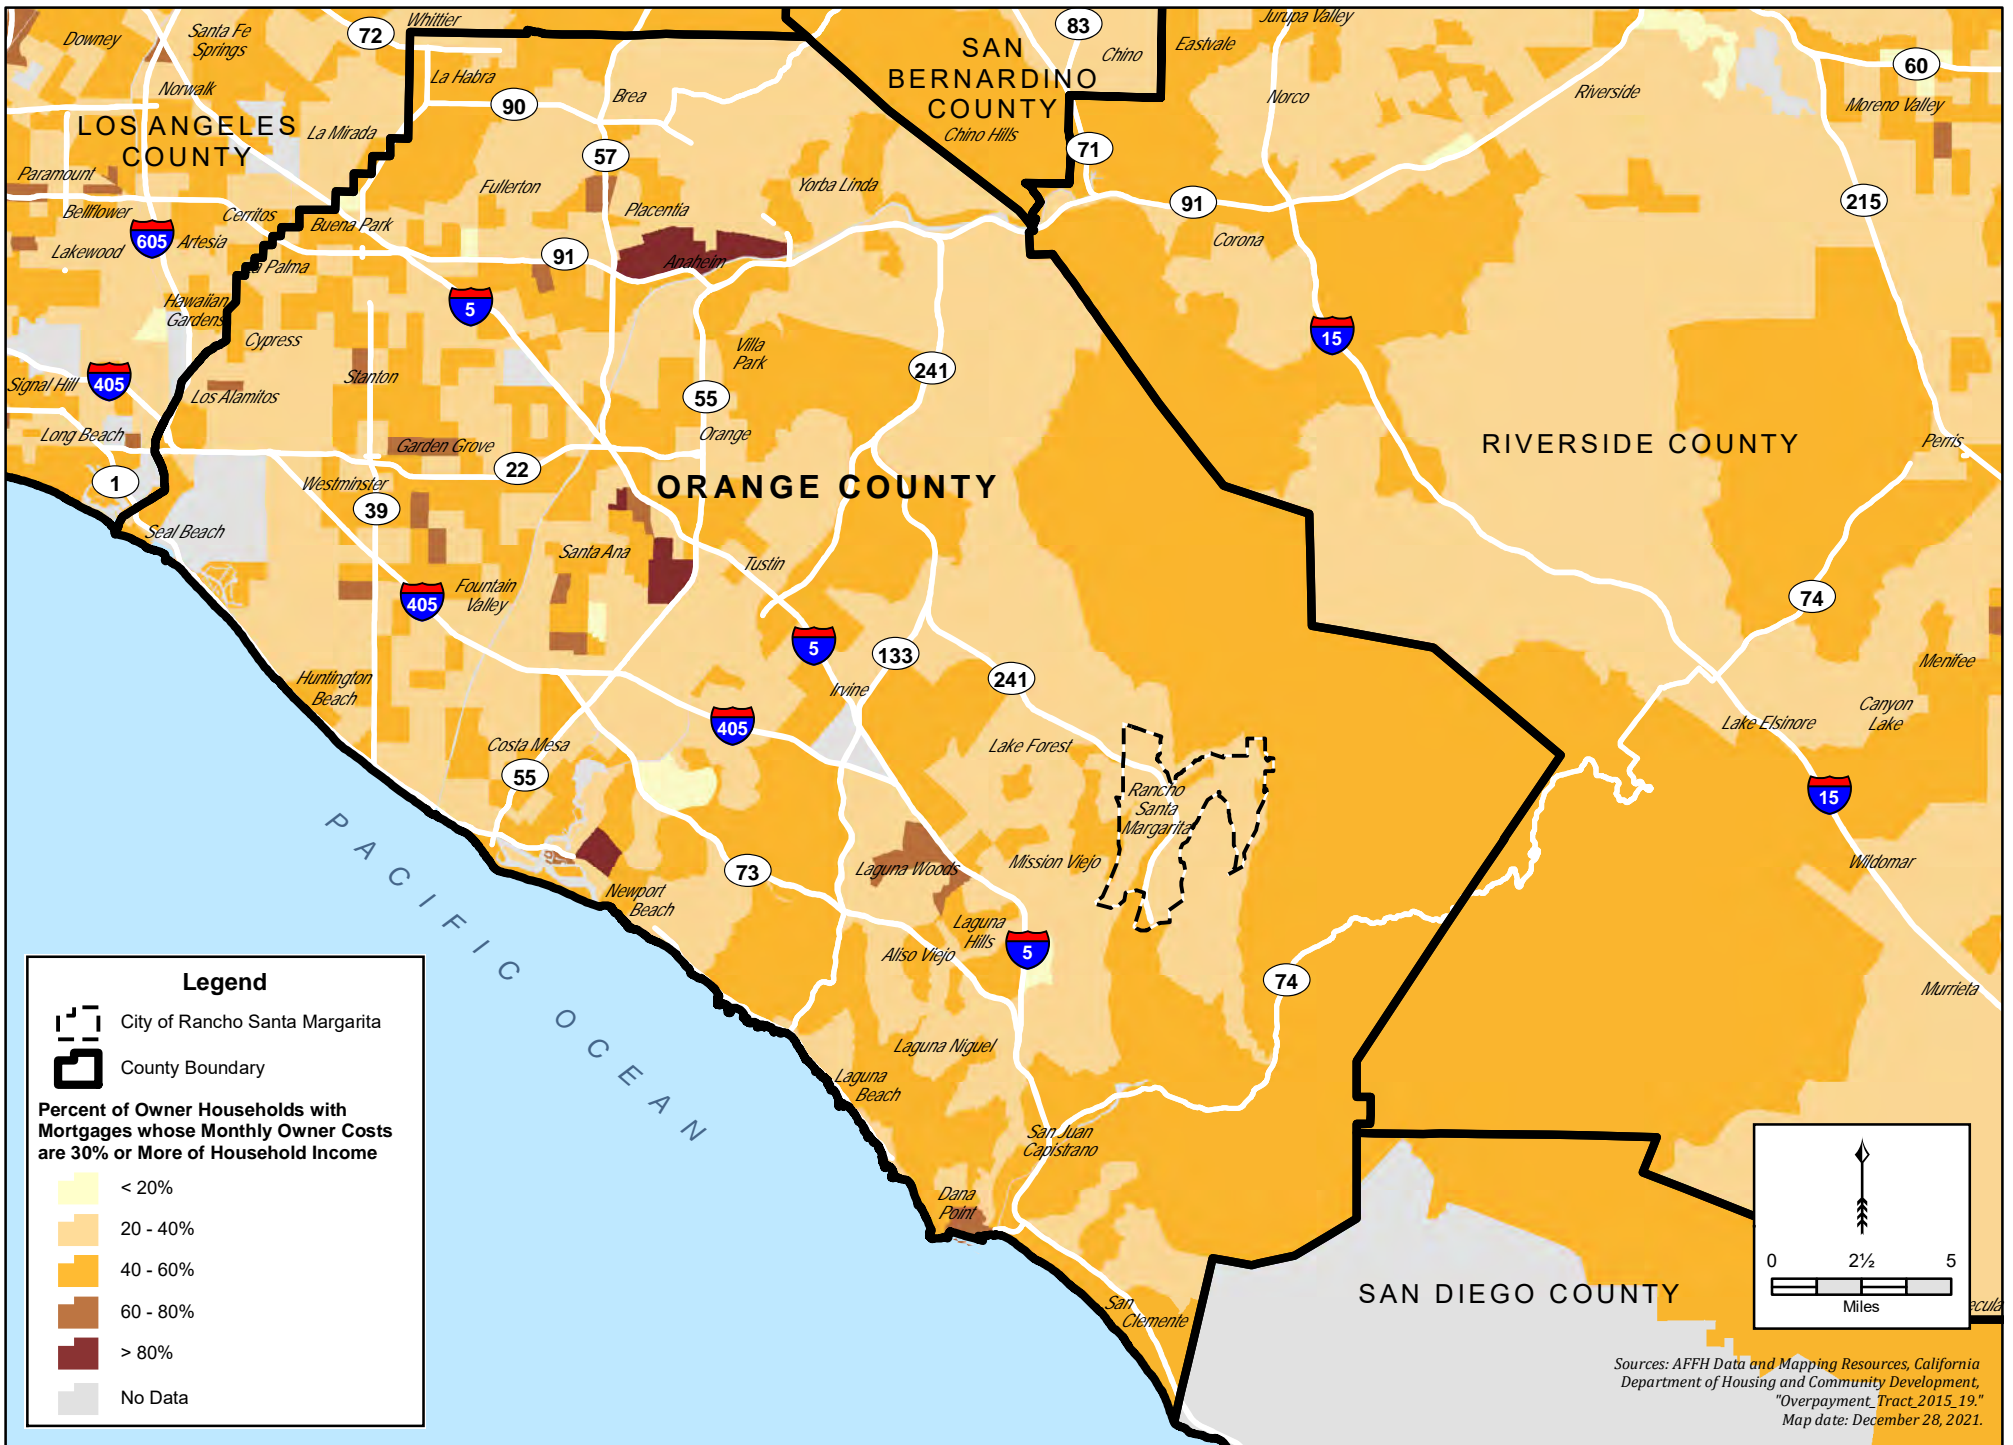 Whittier
72
Downey
Santa Fe
Springs
Norwalk
La Habra
90
Brea
LOS ANGELES
COUNTY
La Mirada
57
Paramount
Bellflower
605
Artesia
Lakewood
Cerritos
Buena Park
La Palma
Fullerton
Placentia
Yorba Linda
91
Anaheim
5
Hawaiian
Gardens
Cypress
Signal Hill
405
Los Alamitos
Stanton
Villa
Park
241
55
Orange
Long Beach
Garden Grove
22
1
Westminster
39
Seal Beach
ORANGE COUNTY
SAN
BERNARDINO
COUNTY
Chino Hills
83
Chino
Eastvale
Jurupa Valley
71
Norco
Riverside
60
Moreno Valley
91
Corona
215
15
RIVERSIDE COUNTY
Perris
Santa Ana
Tustin
Fountain
Valley
405
5
133
241
Irvine
74
Menifee
Canyon
Lake
Lake Elsinore
Huntington
Beach
Costa Mesa
55
405
Lake Forest
Rancho
Santa
Margarita
15
Wildomar
73
Laguna Woods
Mission Viejo
Newport
Beach
Laguna
Hills
5
Aliso Viejo
74
Murrieta
Laguna Niguel
Laguna
Beach
San Juan
Capistrano
Dana
Point
San
Clemente
PACIFIC OCEAN
SAN DIEGO COUNTY
ecula
Legend
City of Rancho Santa Margarita
County Boundary
Percent of Owner Households with
Mortgages whose Monthly Owner Costs
are 30% or More of Household Income
< 20%
20 - 40%
40 - 60%
60 - 80%
> 80%
No Data
0 2½ 5
Miles
Sources: AFFH Data and Mapping Resources, California
Department of Housing and Community Development,
"Overpayment_Tract_2015_19."
Map date: December 28, 2021.